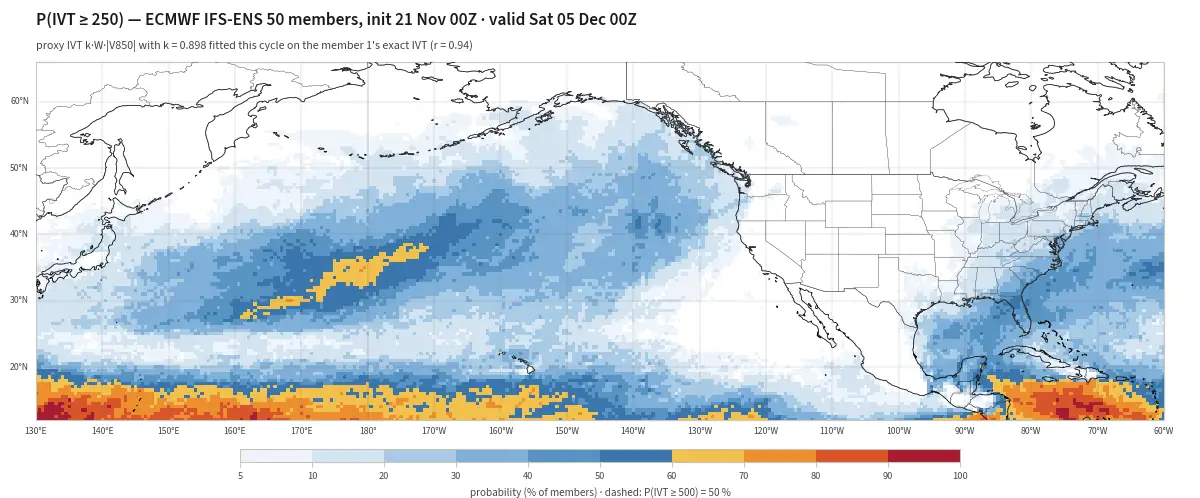 P(IVT ≥ 250) — ECMWF IFS-ENS 50 members, init 21 Nov 00Z · valid Sat 05 Dec 00Z
proxy IVT k·W·|V850| with k = 0.898 fitted this cycle on the member 1's exact IVT (r = 0.94)
60°N
50°N
40°N
30°N
20°N
130°E 140°E 150°E 160°E 170°E 180° 170°W 160°W 150°W 140°W 130°W 120°W 110°W 100°W 90°W 80°W 70°W 60°W
5 10 20 30 40 50 60 70 80 90 100
probability (% of members) · dashed: P(IVT ≥ 500) = 50 %